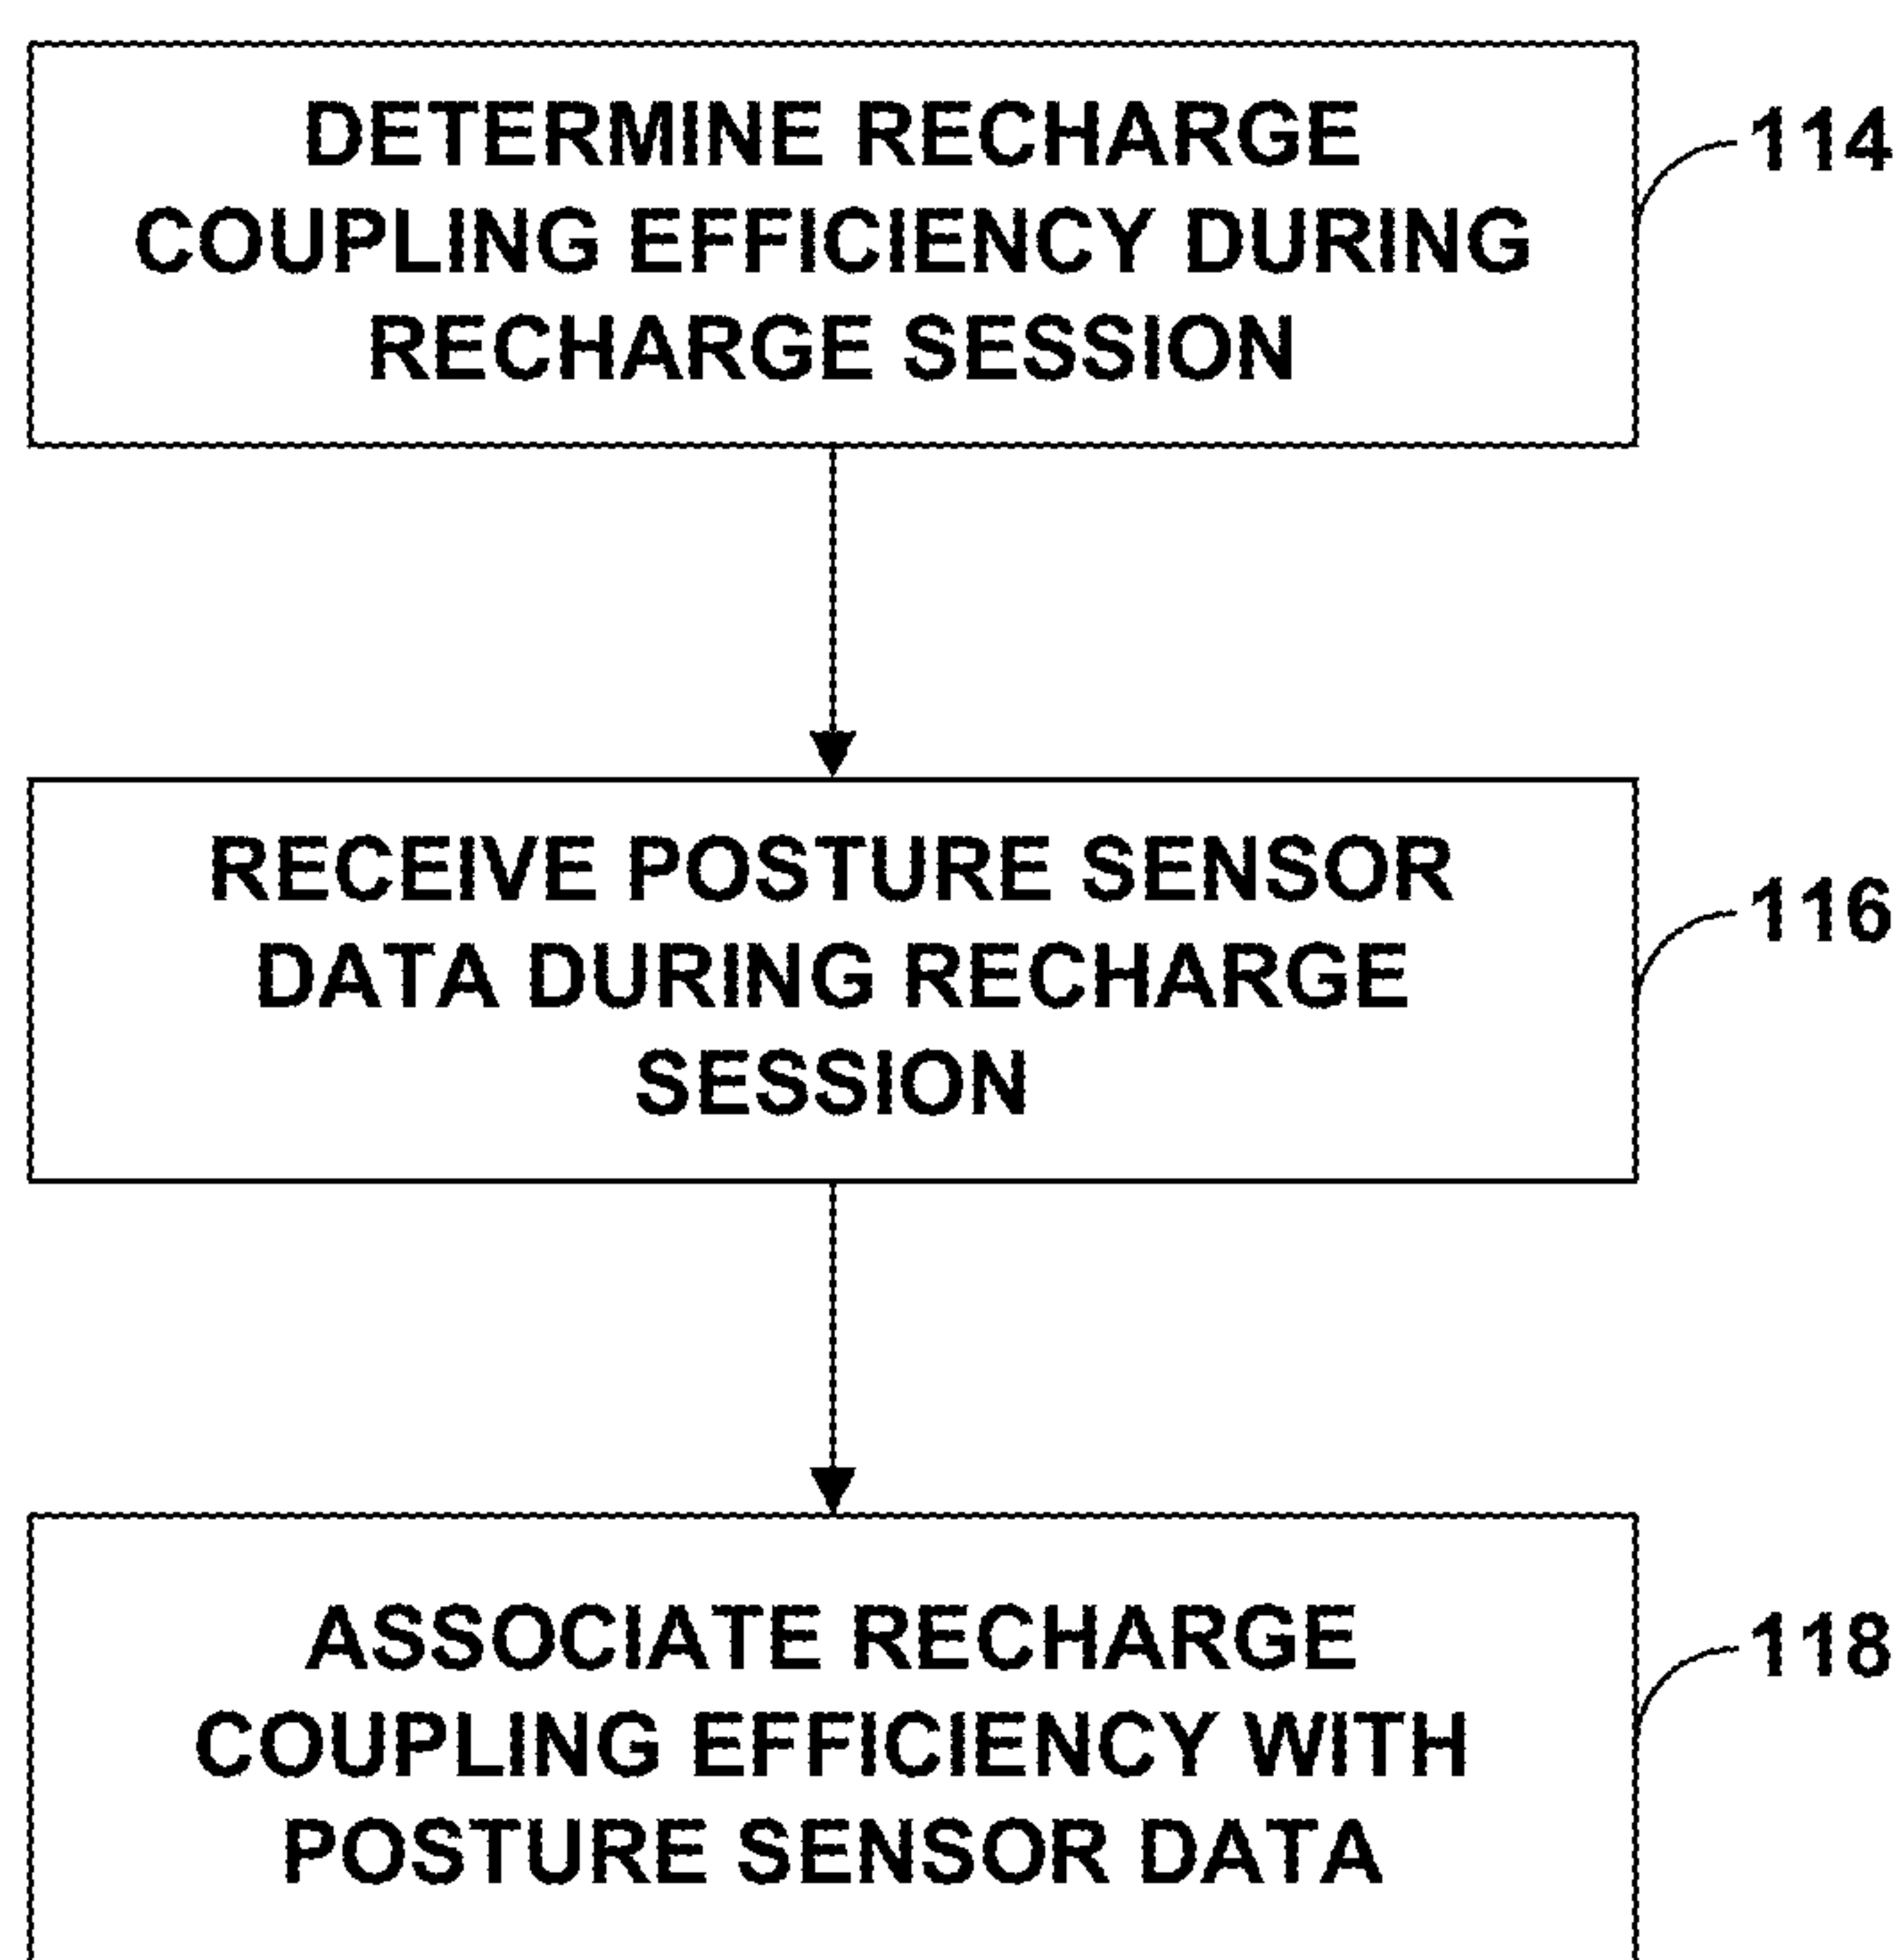 DETERMINE RECHARGE
COUPLING EFFICIENCY DURING
RECHARGE SESSION
114
RECEIVE POSTURE SENSOR
DATA DURING RECHARGE
SESSION
116
ASSOCIATE RECHARGE
COUPLING EFFICIENCY WITH
POSTURE SENSOR DATA
118